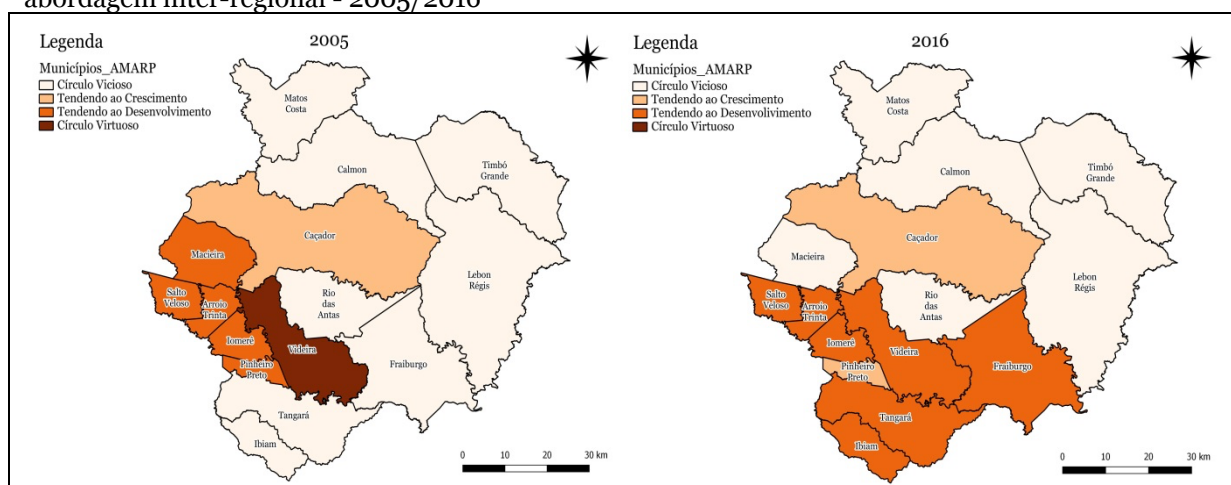 abordagem inter-regional - 2005/2016
Legenda
2005
Municípios_AMARP
Círculo Vicioso
Tendendo ao Crescimento
Tendendo ao Desenvolvimento
Círculo Virtuoso
Matos
Costa
Calmon
Timbó
Grande
Caçador
Macieira
Lebon
Régis
Salto
Veloso
Arroio
Trinta
Rio
das
Antas
Iomerê
Videira
Pinheiro
Preto
Fraiburgo
Tangará
Ibiam
0 10 20 30 km
Legenda
2016
Municípios_AMARP
Círculo Vicioso
Tendendo ao Crescimento
Tendendo ao Desenvolvimento
Círculo Virtuoso
Matos
Costa
Calmon
Timbó
Grande
Caçador
Macieira
Lebon
Régis
Salto
Veloso
Arroio
Trinta
Rio
das
Antas
Iomerê
Videira
Pinheiro
Preto
Fraiburgo
Tangará
Ibiam
0 10 20 30 km